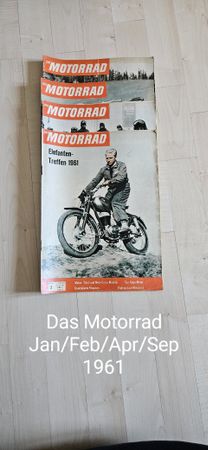 MOTORRAD
MOTORRAD
MOTORRAD
MOTORRAD
Elefanten-
Treffen 1961
Das Motorrad
Jan/Feb/Apr/Sep
1961